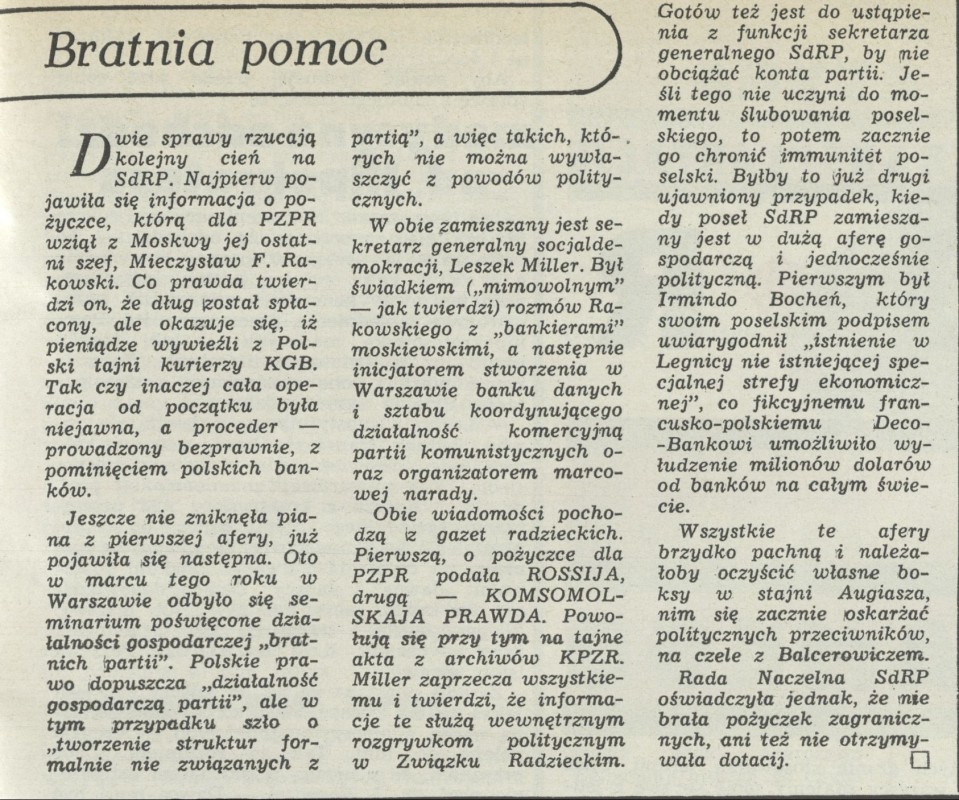 Bratnia pomoc
Dwie sprawy rzucają
kolejny cień na
SdRP. Najpierw po-
jawiła się informacja o po-
życzce, którą dla PZPR
wziął z Moskwy jej ostat-
ni szef, Mieczysław F. Ra-
kowski. Co prawda twier-
dzi on, że dług został spła-
cony, ale okazuje się, iż
pieniądze wywieźli z Pol-
ski tajni kurierzy KGB.
Tak czy inaczej cała ope-
racja od początku była
niejawna, a proceder —
prowadzony bezprawnie, z
pominięciem polskich ban-
ków.
Jeszcze nie zniknęła pia-
na z pierwszej afery, już
pojawiła się następna. Oto
w marcu tego roku w
Warszawie odbyło się se-
minarium poświęcone dzia-
łalności gospodarczej „brat-
nich partii”. Polskie pra-
wo dopuszcza „działalność
gospodarczą partii”, ale w
tym przypadku szło o
„tworzenie struktur for-
malnie nie związanych z
partią”, a więc takich, któ-
rych nie można wywła-
szczyć z powodów polity-
cznych.
W obie zamieszany jest se-
kretarz generalny socjalde-
mokracji, Leszek Miller. Był
świadkiem („mimowolnym”
— jak twierdzi) rozmów Ra-
kowskiego z „bankierami”
moskiewskimi, a następnie
inicjatorem stworzenia w
Warszawie banku danych
i sztabu koordynującego
działalność komercyjną
partii komunistycznych o-
raz organizatorem marco-
wej narady.
Obie wiadomości pocho-
dzą z gazet radzieckich.
Pierwszą, o pożyczce dla
PZPR podała ROSSIJA,
drugą — KOMSOMOL-
SKAJA PRAWDA. Powo-
łują się przy tym na tajne
akta z archiwów KPZR.
Miller zaprzecza wszystkie-
mu i twierdzi, że informa-
cje te służą wewnętrznym
rozgrywkom politycznym
w Związku Radzieckim.
Gotów też jest do ustąpie-
nia z funkcji sekretarza
generalnego SdRP, by nie
obciążać konta partii. Je-
śli tego nie uczyni do mo-
mentu ślubowania posel-
skiego, to potem zacznie
go chronić immunitet po-
selski. Byłby to już drugi
ujawniony przypadek, kie-
dy poseł SdRP zamiesza-
ny jest w dużą aferę go-
spodarczą i jednocześnie
polityczną. Pierwszym był
Irmindo Bocheń, który
swoim poselskim podpisem
uwiarygodnił „istnienie w
Legnicy nie istniejącej spe-
cjalnej strefy ekonomicz-
nej”, co fikcyjnemu fran-
cusko-polskiemu Deco-
-Bankowi umożliwiło wy-
łudzenie milionów dolarów
od banków na całym świe-
cie.
Wszystkie te afery
brzydko pachną i należa-
łoby oczyścić własne bo-
ksy w stajni Augiasza,
nim się zacznie oskarżać
politycznych przeciwników,
na czele z Balcerowiczem.
Rada Naczelna SdRP
oświadczyła jednak, że nie
brała pożyczek zagranicz-
nych, ani też nie otrzymy-
wała dotacij.